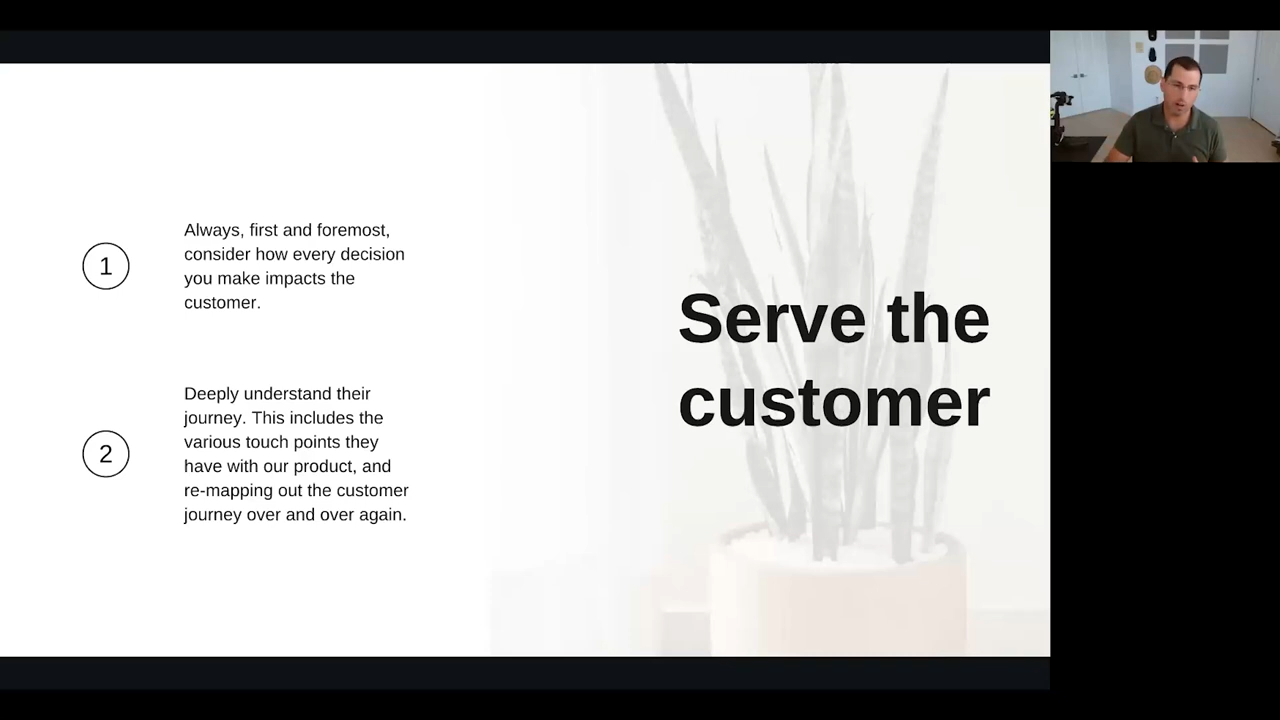 1
Always, first and foremost,
consider how every decision
you make impacts the
customer.
2
Deeply understand their
journey. This includes the
various touch points they
have with our product, and
re-mapping out the customer
journey over and over again.
Serve the
customer